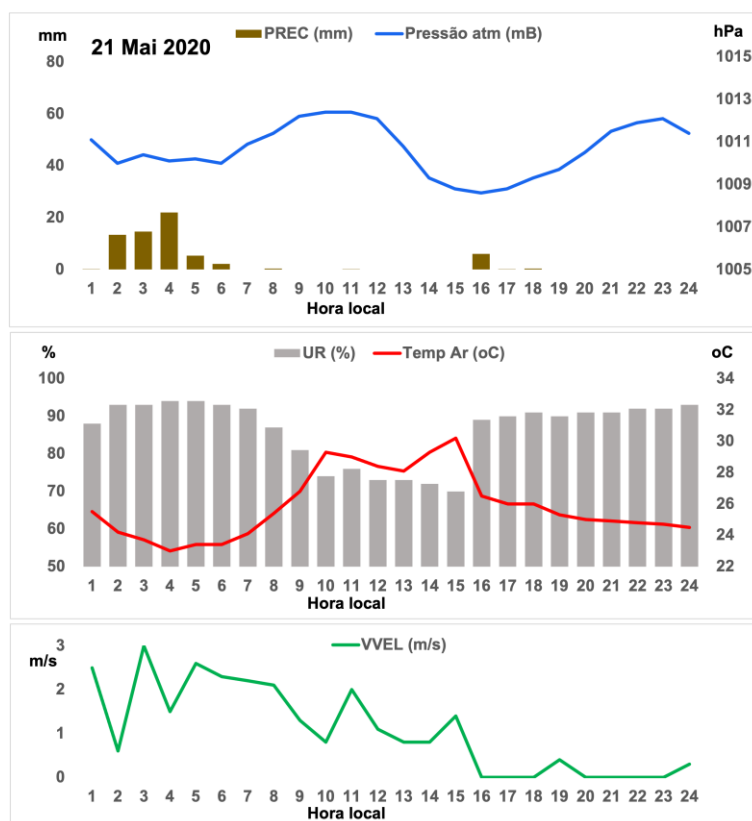 mm PREC (mm) Pressão atm (mB) hPa
21 Mai 2020
80
60
40
20
0
1015
1013
1011
1009
1007
1005
1 2 3 4 5 6 7 8 9 10 11 12 13 14 15 16 17 18 19 20 21 22 23 24
Hora local
% UR (%) Temp Ar (oC) oC
100
90
80
70
60
50
34
32
30
28
26
24
22
1 2 3 4 5 6 7 8 9 10 11 12 13 14 15 16 17 18 19 20 21 22 23 24
Hora local
VVEL (m/s)
m/s
3
2
1
0
1 2 3 4 5 6 7 8 9 10 11 12 13 14 15 16 17 18 19 20 21 22 23 24
Hora local